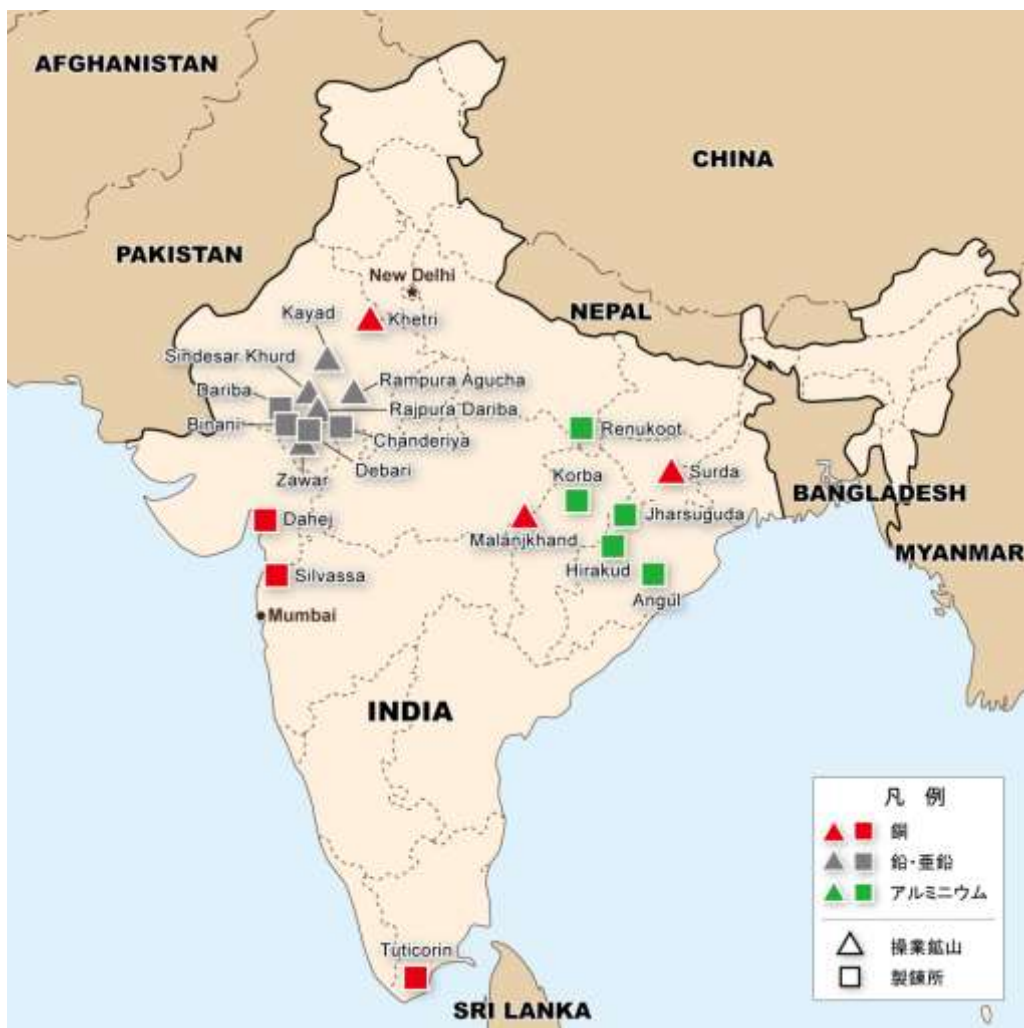 AFGHANISTAN
CHINA
PAKISTAN
New Delhi
NEPAL
Kayad
Khetri
Sindesar Khurd
Rampura Agucha
Bariba
Rajpura Dariba
Binani
Chanderiya
Renukoot
Debari
Zawar
Korba
Surda
BANGLADESH
Dahej
Jharsuguda
Malanjkhand
MYANMAR
Hirakud
Silvassa
Angul
Mumbai
INDIA
凡 例
銅
鉛・亜鉛
アルミニウム
操業鉱山
製錬所
Tuticorin
SRI LANKA